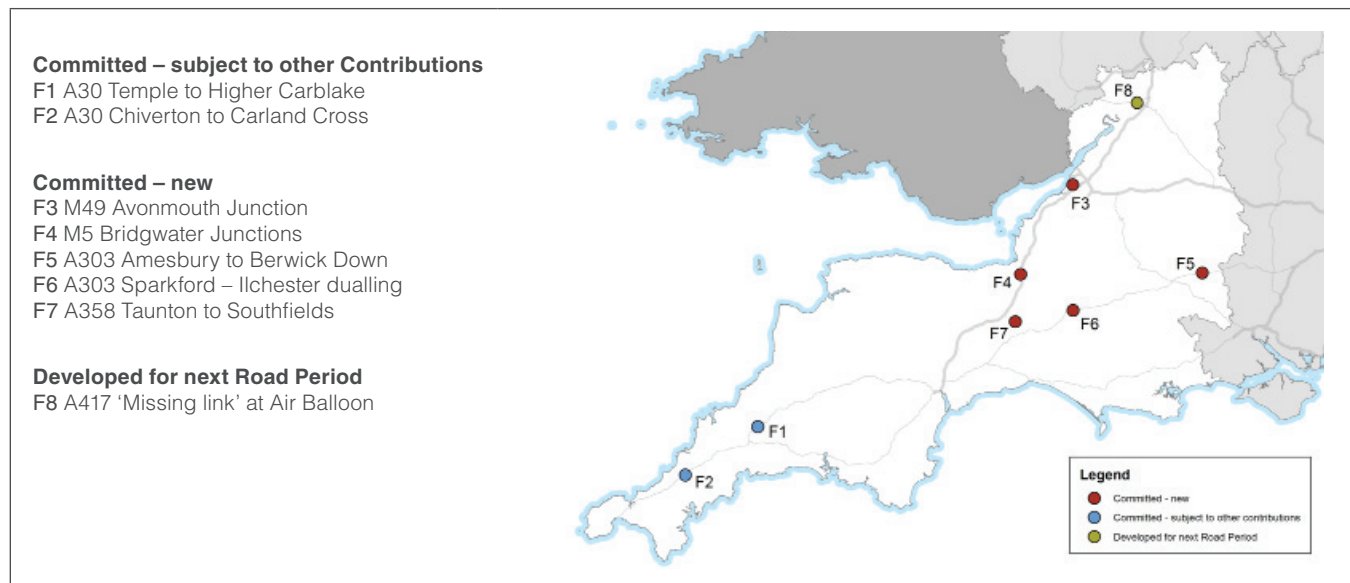 Committed – subject to other Contributions
F1 A30 Temple to Higher Carblake
F2 A30 Chiverton to Carland Cross
Committed – new
F3 M49 Avonmouth Junction
F4 M5 Bridgwater Junctions
F5 A303 Amesbury to Berwick Down
F6 A303 Sparkford – Ilchester dualling
F7 A358 Taunton to Southfields
Developed for next Road Period
F8 A417 ‘Missing link’ at Air Balloon
F8
F3
F4
F5
F7
F6
F1
F2
Legend
Committed - new
Committed - subject to other contributions
Developed for next Road Period